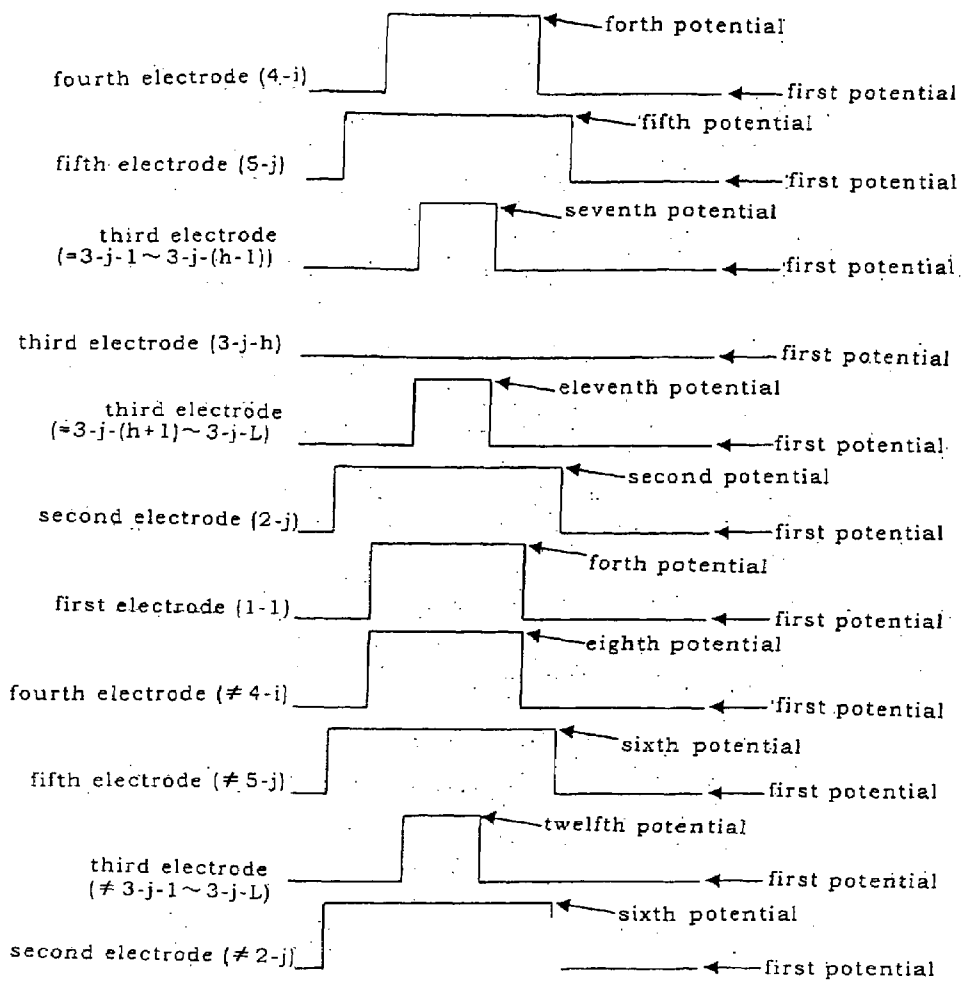 forth potential
fourth electrode (4-i)
first potential
fifth potential
fifth electrode (5-j)
first potential
seventh potential
third electrode
(=3-j-1~3-j-(h-1))
first potential
third electrode (3-j-h)
first potential
eleventh potential
third electrode
(=3-j-(h+1)~3-j-L)
first potential
second potential
second electrode (2-j)
first potential
forth potential
first electrode (1-1)
first potential
eighth potential
fourth electrode (≠4-i)
first potential
sixth potential
fifth electrode (≠5-j)
first potential
twelfth potential
third electrode
(≠3-j-1~3-j-L)
first potential
sixth potential
second electrode (≠2-j)
first potential